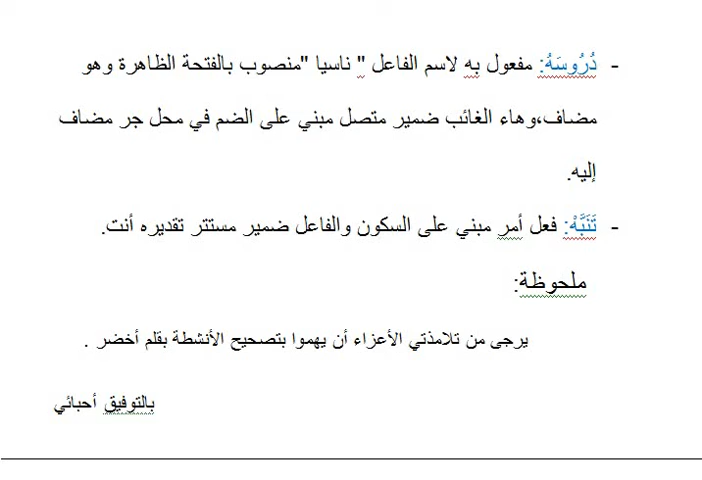 - دُرُوسَهُ: مفعول به لاسم الفاعل " ناسيا "منصوب بالفتحة الظاهرة وهو
مضاف،وهاء الغائب ضمير متصل مبني على الضم في محل جر مضاف
إليه.
- تَنَبَّهْ: فعل أمر مبني على السكون والفاعل ضمير مستتر تقديره أنت.
ملحوظة:
يرجى من تلامذتي الأعزاء أن يهموا بتصحيح الأنشطة بقلم أخضر .
بالتوفيق أحبائي